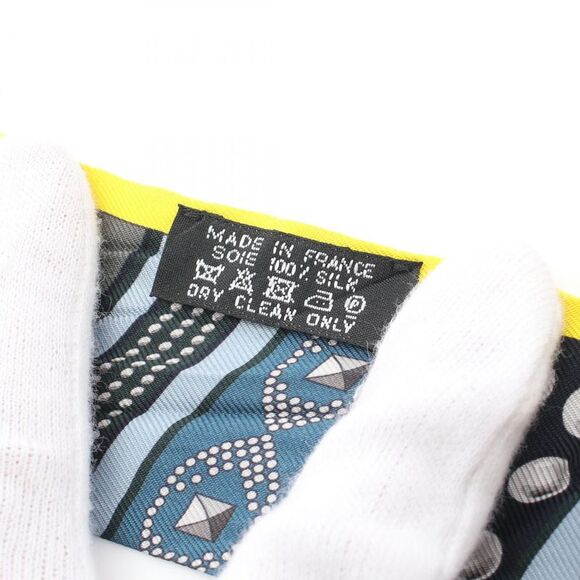 MADE IN FRANCE
SOIE 100% SILK
P
DRY CLEAN ONLY